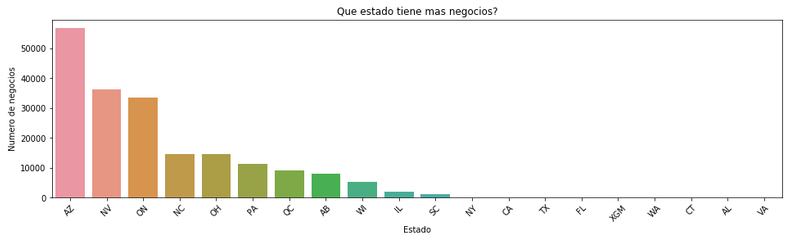 Que estado tiene mas negocios?
Numero de negocios
50000
40000
30000
20000
10000
0
AZ NV ON NC OH PA QC AB WI IL SC NY CA TX FL XGM WA CT AL VA
Estado